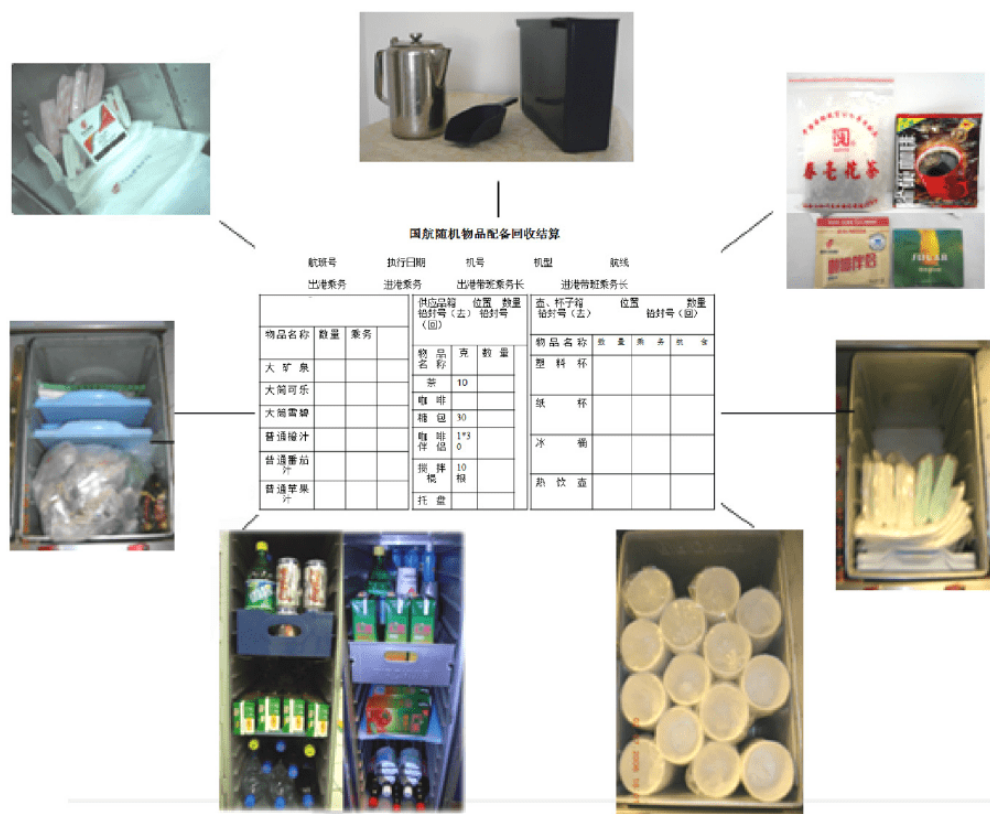 春毫花茶
咖啡伴侣
SUGAR
国航随机物品配备回收结算
航班号 执行日期 机号 机型 航线
出港乘务 进港乘务 出港带班乘务长 进港带班乘务长
供应品箱 位置 数量
铅封号（去） 铅封号（回）
壶、杯子箱 位置 数量
铅封号（去） 铅封号（回）
物品名称 数量 乘务
大矿泉
大筒可乐
大筒雪碧
普通橙汁
普通番茄汁
普通苹果汁
物品名称 克 数量
茶 10
咖啡
糖包 30
咖啡伴侣 1*30
搅拌棍 10根
托盘
物品名称 数量 乘务 机食
塑料杯
纸杯
冰桶
热饮壶